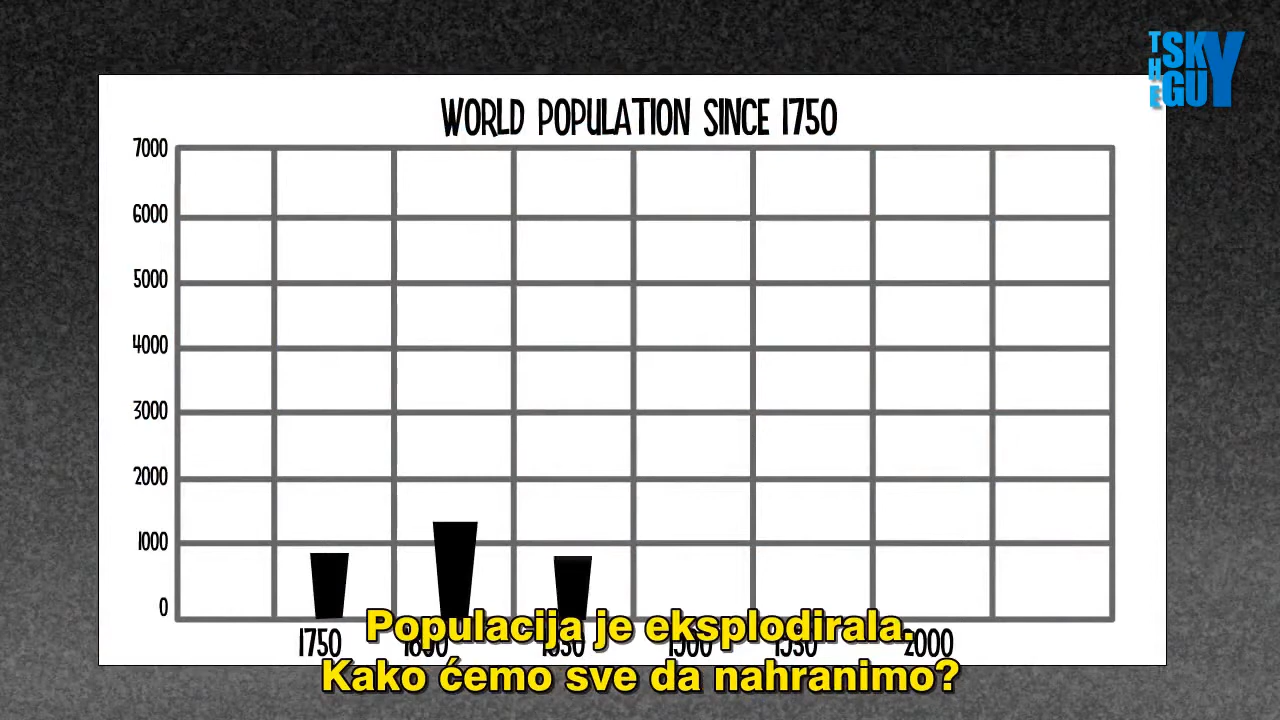 THE SKY GUY
WORLD POPULATION SINCE 1750
7000
6000
5000
4000
3000
2000
1000
0
1750
2000
Populacija je eksplodirala.
Kako ćemo sve da nahranimo?